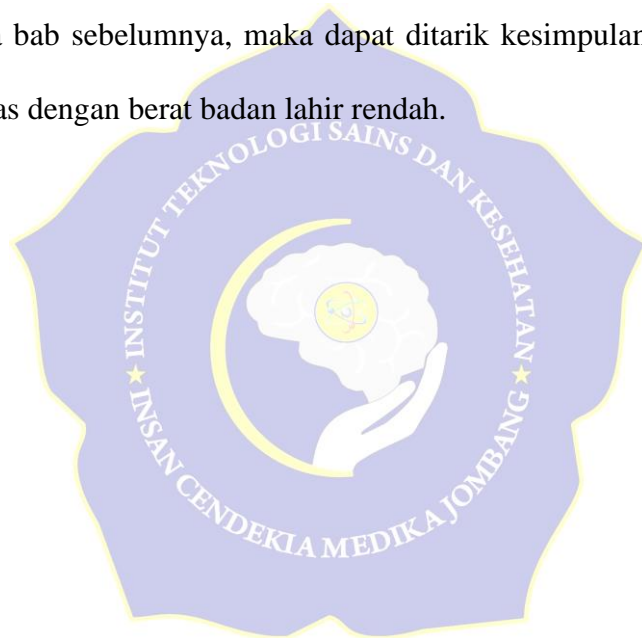 bab sebelumnya, maka dapat ditarik kesimpulan
dengan berat badan lahir rendah.
INSTITUT TEKNOLOGI SAINS DAN KESEHATAN
INSAN CENDEKIA MEDIKA JOMBANG